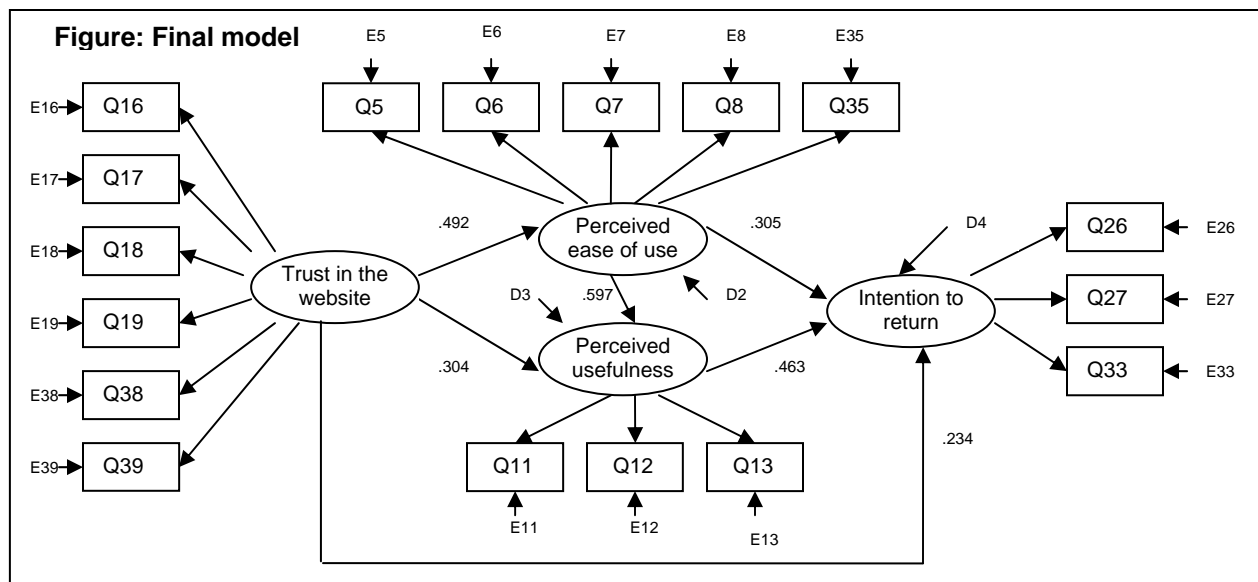 Figure: Final model
E5
E6
E7
E8
E35
Q5
Q6
Q7
Q8
Q35
E16
Q16
E17
Q17
E18
Q18
E19
Q19
E38
Q38
E39
Q39
Trust in the
website
.492
.304
Perceived
ease of use
.305
D3
.597
D2
Perceived
usefulness
.463
Q11
Q12
Q13
E11
E12
E13
D4
Intention to
return
.234
Q26
E26
Q27
E27
Q33
E33